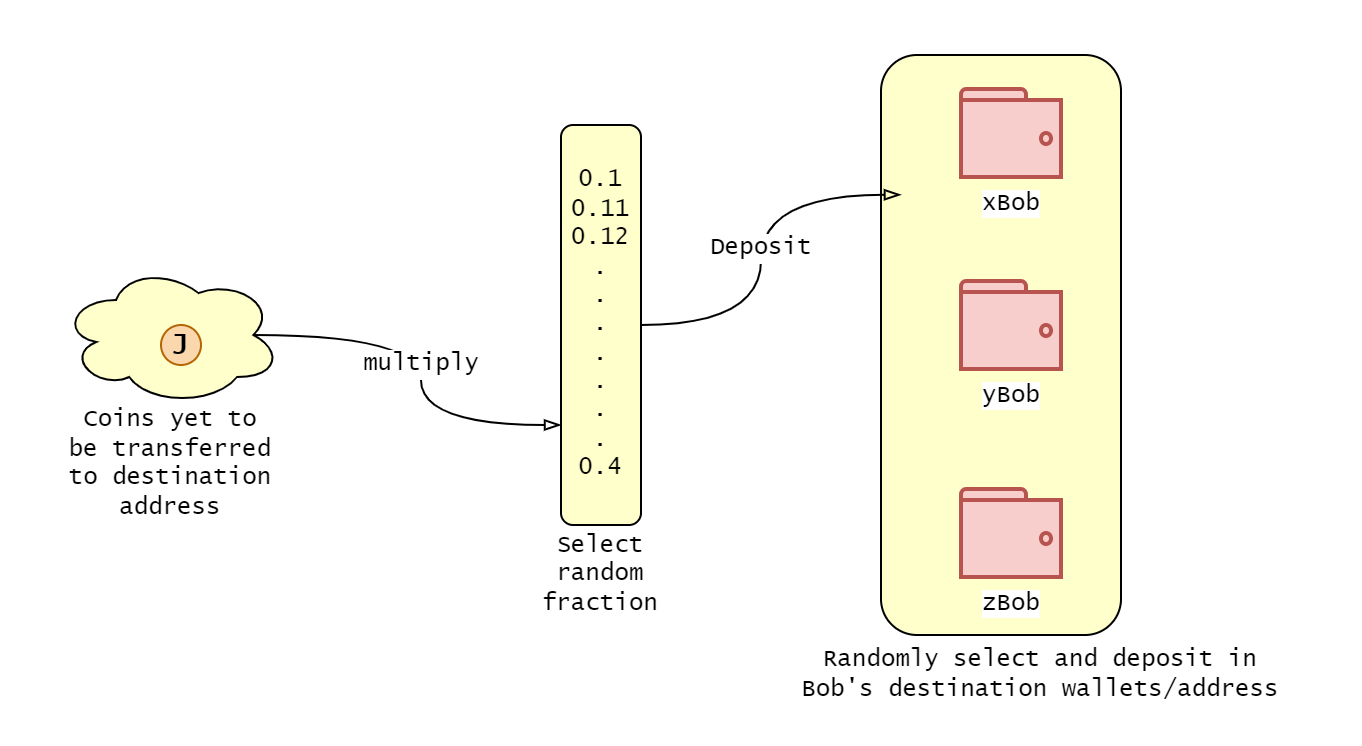 J
Coins yet to
be transferred
to destination
address
multiply
0.1
0.11
0.12
.
.
.
.
.
.
.
0.4
Select
random
fraction
Deposit
xBob
yBob
zBob
Randomly select and deposit in
Bob's destination wallets/address